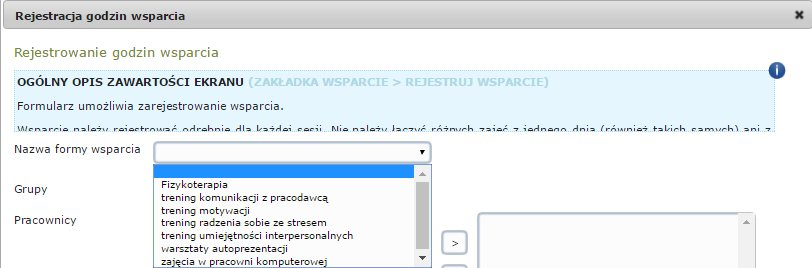 Rejestracja godzin wsparcia
Rejestrowanie godzin wsparcia
OGÓLNY OPIS ZAWARTOŚCI EKRANU (ZAKŁADKA WSPARCIE > REJESTRUJ WSPARCIE)
Formularz umożliwia zarejestrowanie wsparcia.
Wsparcie należy rejestrować odrębnie dla każdej sesji. Nie należy łączyć różnych zajęć z jednego dnia (również takich samych) ani z
Nazwa formy wsparcia
Fizykoterapia
trening komunikacji z pracodawcą
trening motywacji
trening radzenia sobie ze stresem
trening umiejętności interpersonalnych
warsztaty autoprezentacji
zajęcia w pracowni komputerowej
Grupy
Pracownicy
>